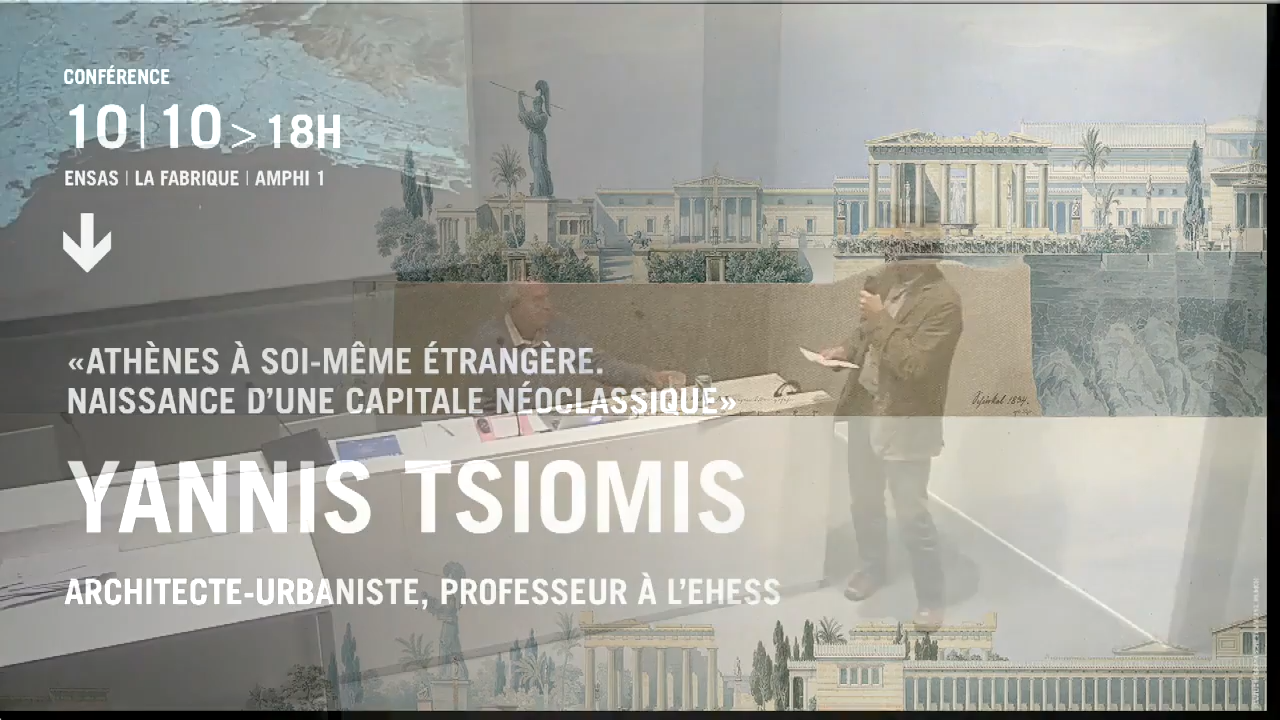 CONFÉRENCE
10|10>18H
ENSAS | LA FABRIQUE | AMPHI 1
«ATHÈNES À SOI-MÊME ÉTRANGÈRE.
NAISSANCE D'UNE CAPITALE NÉOCLASSIQUE»
YANNIS TSIOMIS
ARCHITECTE-URBANISTE, PROFESSEUR À L'EHESS